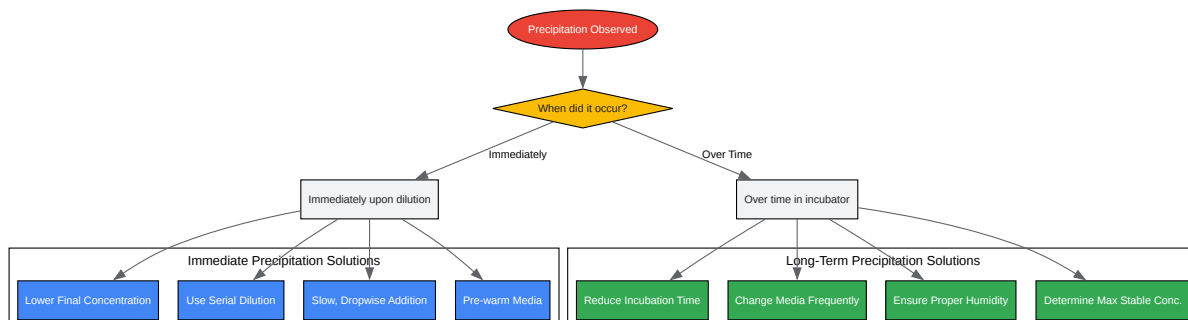 Precipitation Observed
When did it occur?
Immediately
Over Time
Immediately upon dilution
Over time in incubator
Immediate Precipitation Solutions
Long-Term Precipitation Solutions
Lower Final Concentration
Use Serial Dilution
Slow, Dropwise Addition
Pre-warm Media
Reduce Incubation Time
Change Media Frequently
Ensure Proper Humidity
Determine Max Stable Conc.